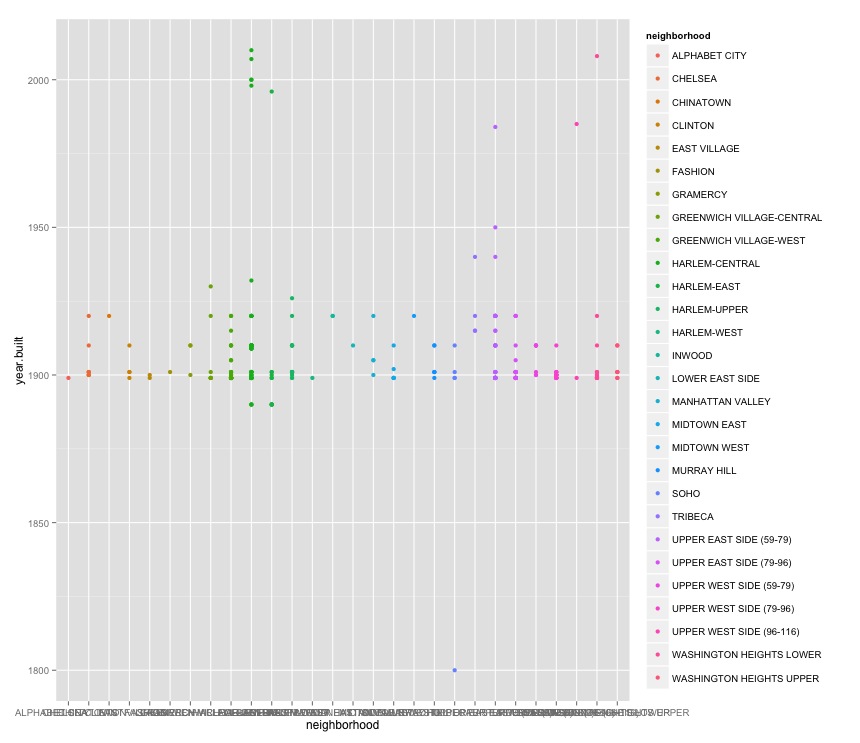 neighborhood
ALPHABET CITY
CHELSEA
CHINATOWN
CLINTON
EAST VILLAGE
FASHION
GRAMERCY
GREENWICH VILLAGE-CENTRAL
GREENWICH VILLAGE-WEST
HARLEM-CENTRAL
HARLEM-EAST
HARLEM-UPPER
HARLEM-WEST
INWOOD
LOWER EAST SIDE
MANHATTAN VALLEY
MIDTOWN EAST
MIDTOWN WEST
MURRAY HILL
SOHO
TRIBECA
UPPER EAST SIDE (59-79)
UPPER EAST SIDE (79-96)
UPPER WEST SIDE (59-79)
UPPER WEST SIDE (79-96)
UPPER WEST SIDE (96-116)
WASHINGTON HEIGHTS LOWER
WASHINGTON HEIGHTS UPPER
year.built
2000
1950
1900
1850
1800
neighborhood